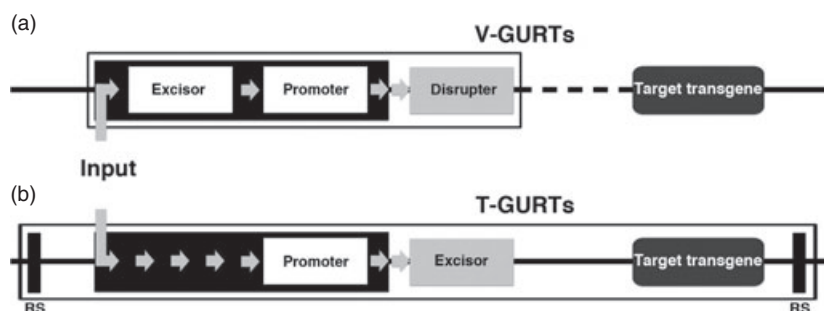 (a)
V-GURTs
Excisor
Promoter
Disrupter
Target transgene
Input
(b)
T-GURTs
Promoter
Excisor
Target transgene
RS
RS